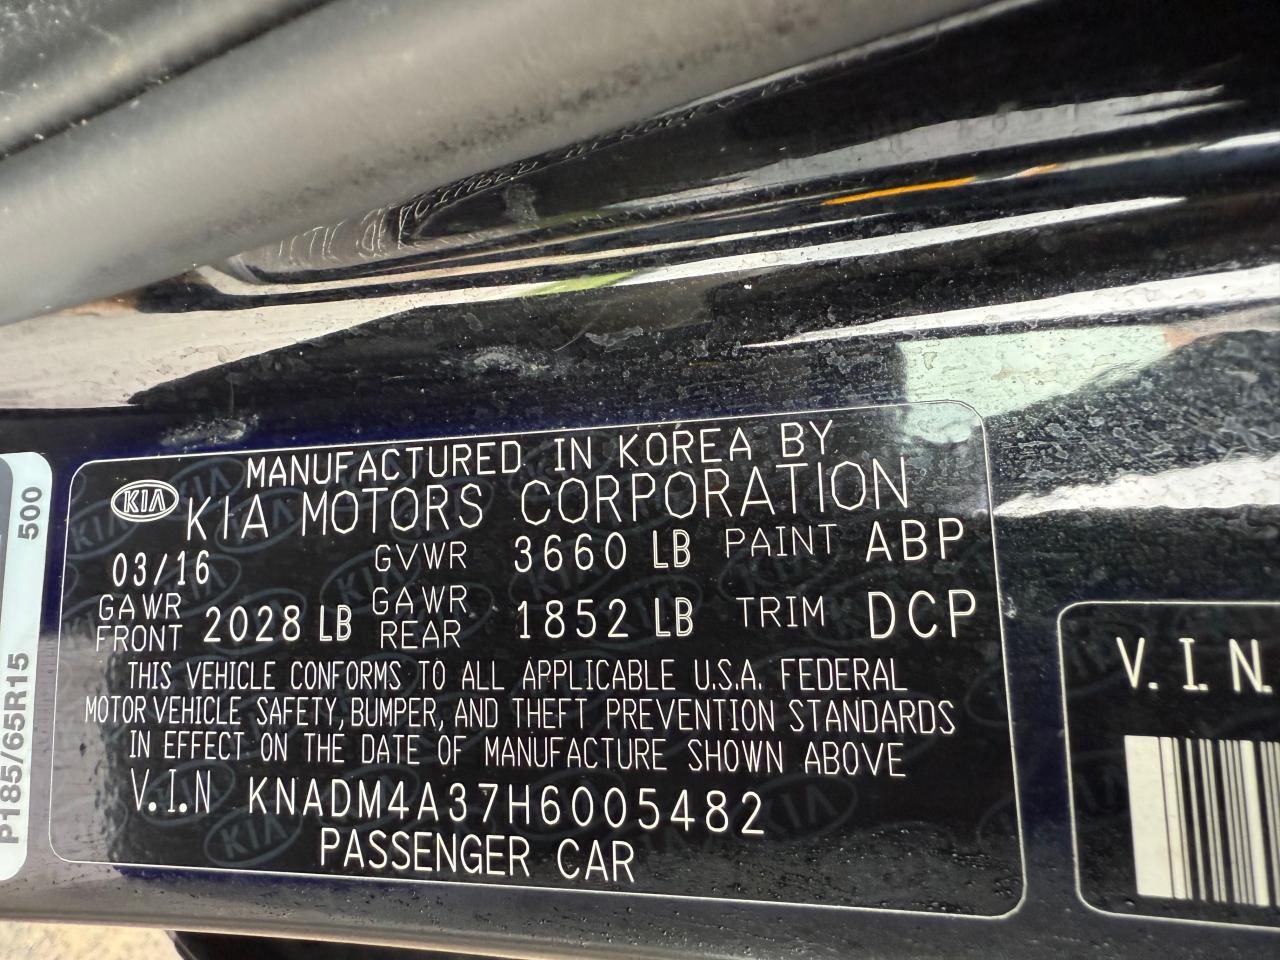 MANUFACTURED IN KOREA BY
KIA KIA MOTORS CORPORATION
03/16 GVWR 3660 LB PAINT ABP
GAWR FRONT 2028 LB GAWR REAR 1852 LB TRIM DCP
THIS VEHICLE CONFORMS TO ALL APPLICABLE U.S.A. FEDERAL
MOTOR VEHICLE SAFETY, BUMPER, AND THEFT PREVENTION STANDARDS
IN EFFECT ON THE DATE OF MANUFACTURE SHOWN ABOVE
V.I.N KNADM4A37H6005482
PASSENGER CAR
V.I.N.
P185/65R15 500